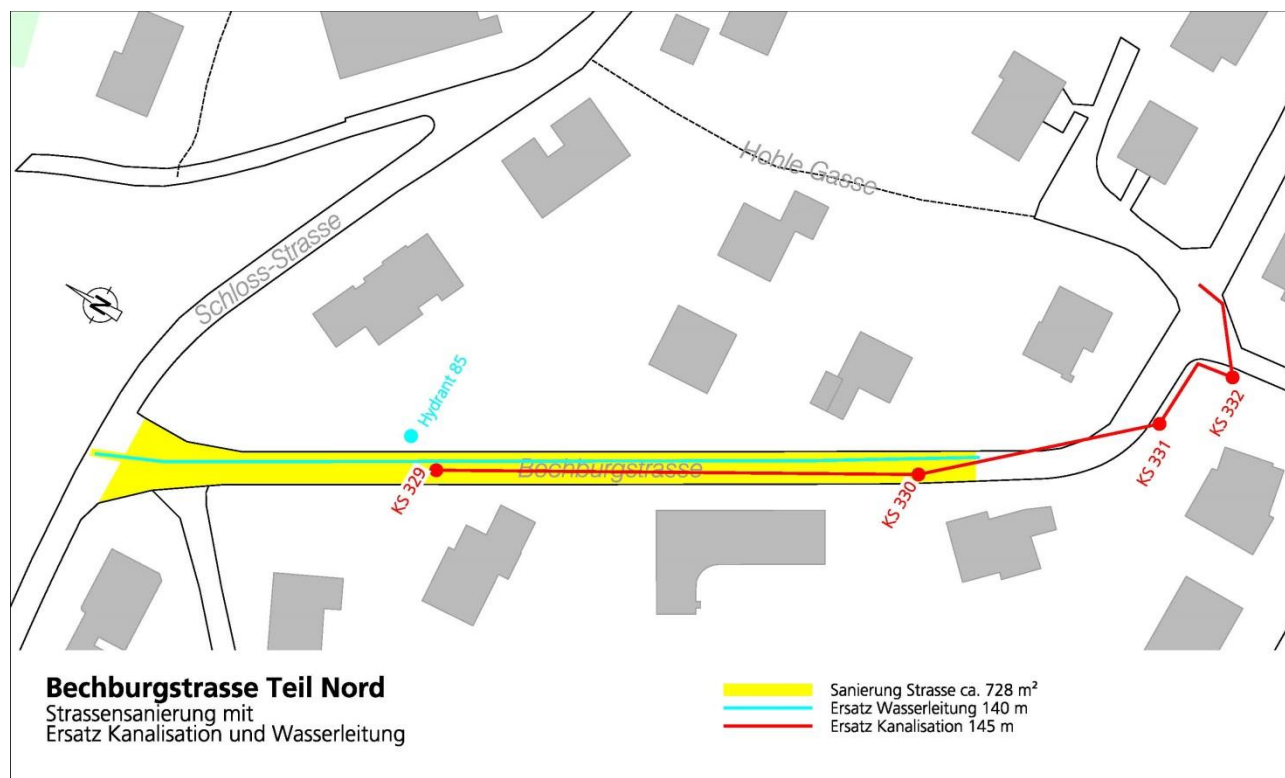 Hohle Gasse
Schloss-Strasse
N
Hydrant 85
Bechburgstrasse
KS 329
KS 330
KS 331
KS 332
Bechburgstrasse Teil Nord
Strassensanierung mit
Ersatz Kanalisation und Wasserleitung
Sanierung Strasse ca. 728 m²
Ersatz Wasserleitung 140 m
Ersatz Kanalisation 145 m